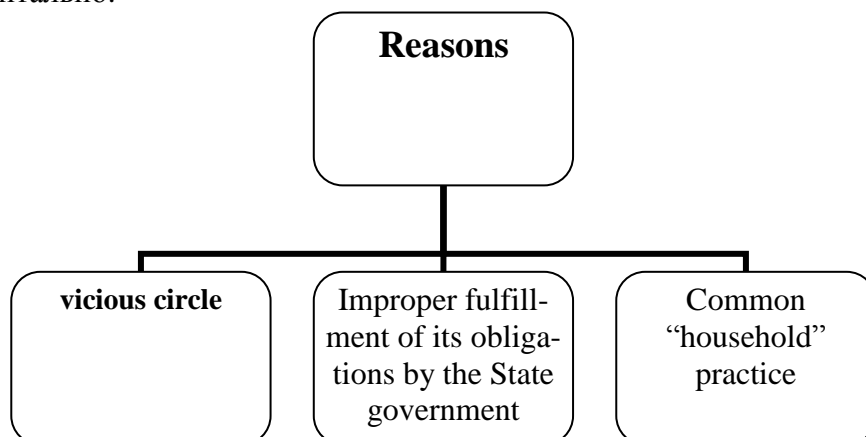 Reasons
vicious circle
Improper fulfill-
ment of its obliga-
tions by the State
government
Common
“household”
practice